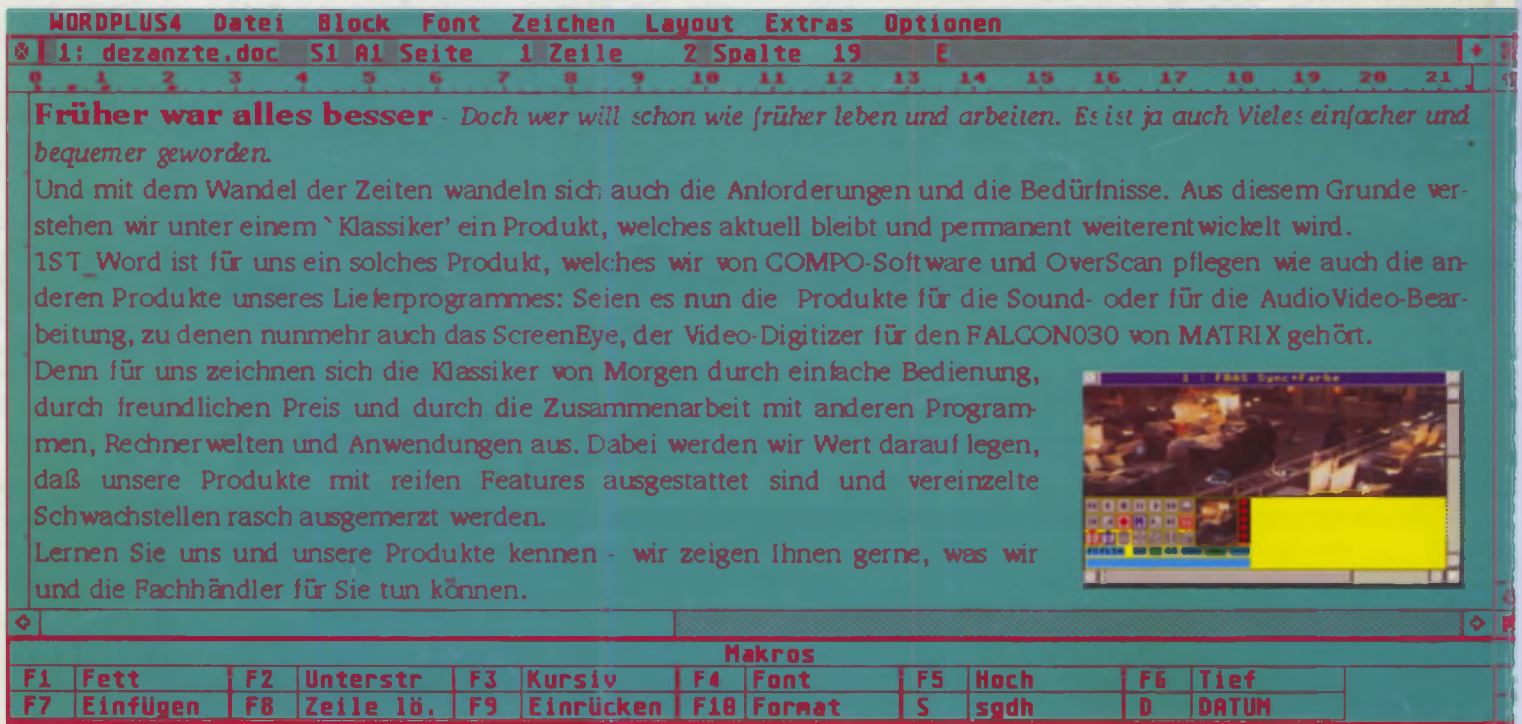 WORDPLUS4 Datei Block Font Zeichen Layout Extras Optionen
1: dezanzte.doc S1 A1 Seite 1 Zeile 2 Spalte 19 E
0 1 2 3 4 5 6 7 8 9 10 11 12 13 14 15 16 17 18 19 20 21
Früher war alles besser - Doch wer will schon wie früher leben und arbeiten. Es ist ja auch Vieles einfacher und
bequemer geworden.
Und mit dem Wandel der Zeiten wandeln sich auch die Anforderungen und die Bedürfnisse. Aus diesem Grunde ver-
stehen wir unter einem `Klassiker' ein Produkt, welches aktuell bleibt und permanent weiterentwickelt wird.
1ST_Word ist für uns ein solches Produkt, welches wir von COMPO-Software und OverScan pflegen wie auch die an-
deren Produkte unseres Lieferprogrammes: Seien es nun die Produkte für die Sound- oder für die AudioVideo-Bear-
beitung, zu denen nunmehr auch das ScreenEye, der Video-Digitizer für den FALCON030 von MATRIX gehört.
Denn für uns zeichnen sich die Klassiker von Morgen durch einfache Bedienung,
durch freundlichen Preis und durch die Zusammenarbeit mit anderen Program-
men, Rechnerwelten und Anwendungen aus. Dabei werden wir Wert darauf legen,
daß unsere Produkte mit reifen Features ausgestattet sind und vereinzelte
Schwachstellen rasch ausgemerzt werden.
Lernen Sie uns und unsere Produkte kennen - wir zeigen Ihnen gerne, was wir
und die Fachhändler für Sie tun können.
1 : FBAS Sync+Farbe
Makros
F1 Fett F2 Unterstr F3 Kursiv F4 Font F5 Hoch F6 Tief
F7 Einfügen F8 Zeile lö. F9 Einrücken F10 Format S sgdh D DATUM